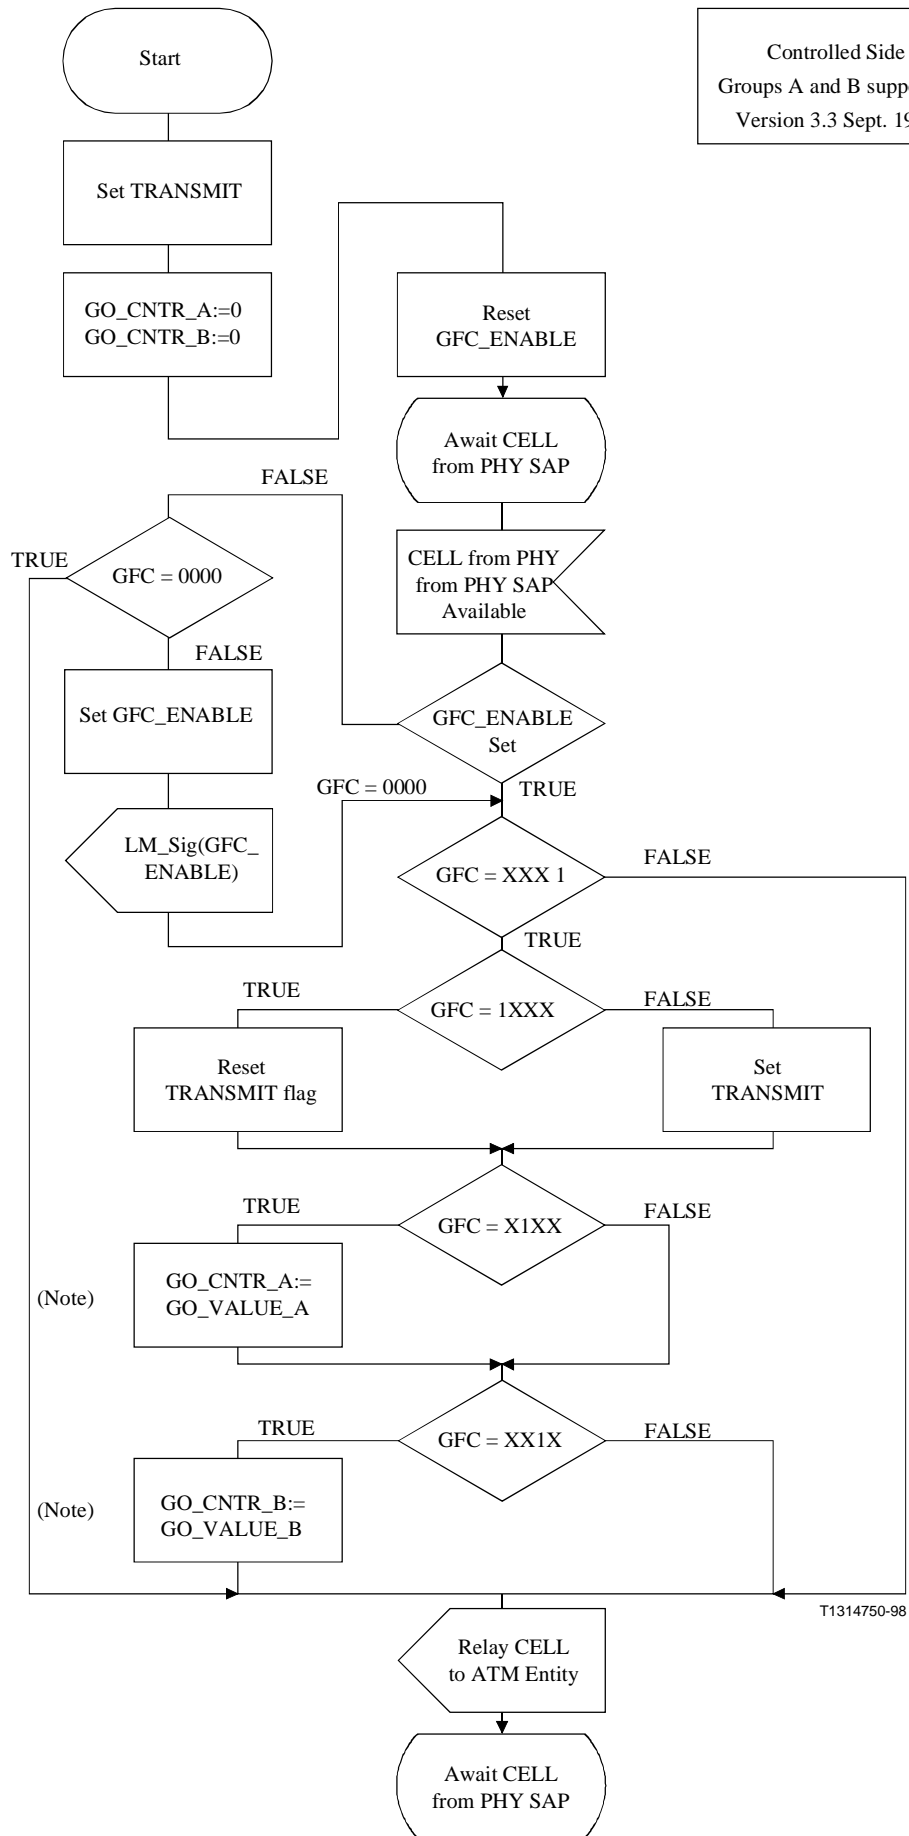 Start
Controlled Side
Groups A and B supp
Version 3.3 Sept. 19
Set TRANSMIT
GO_CNTR_A:=0
GO_CNTR_B:=0
Reset
GFC_ENABLE
Await CELL
from PHY SAP
FALSE
TRUE
GFC = 0000
CELL from PHY
from PHY SAP
Available
FALSE
Set GFC_ENABLE
GFC_ENABLE
Set
GFC = 0000
TRUE
LM_Sig(GFC_
ENABLE)
GFC = XXX 1
FALSE
TRUE
TRUE
GFC = 1XXX
FALSE
Reset
TRANSMIT flag
Set
TRANSMIT
TRUE
GFC = X1XX
FALSE
(Note)
GO_CNTR_A:=
GO_VALUE_A
TRUE
GFC = XX1X
FALSE
(Note)
GO_CNTR_B:=
GO_VALUE_B
T1314750-98
Relay CELL
to ATM Entity
Await CELL
from PHY SAP